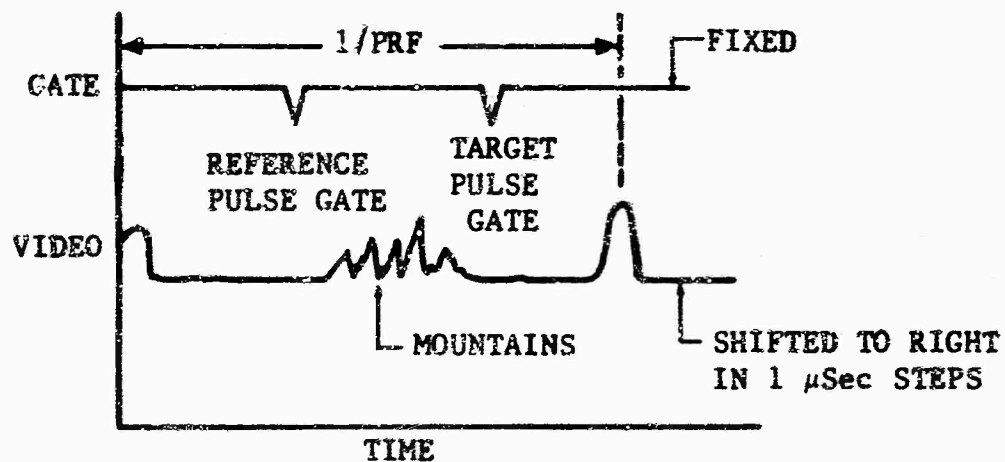 1/PRF
FIXED
GATE
REFERENCE
PULSE GATE
TARGET
PULSE
GATE
VIDEO
MOUNTAINS
SHIFTED TO RIGHT
IN 1 μSec STEPS
TIME